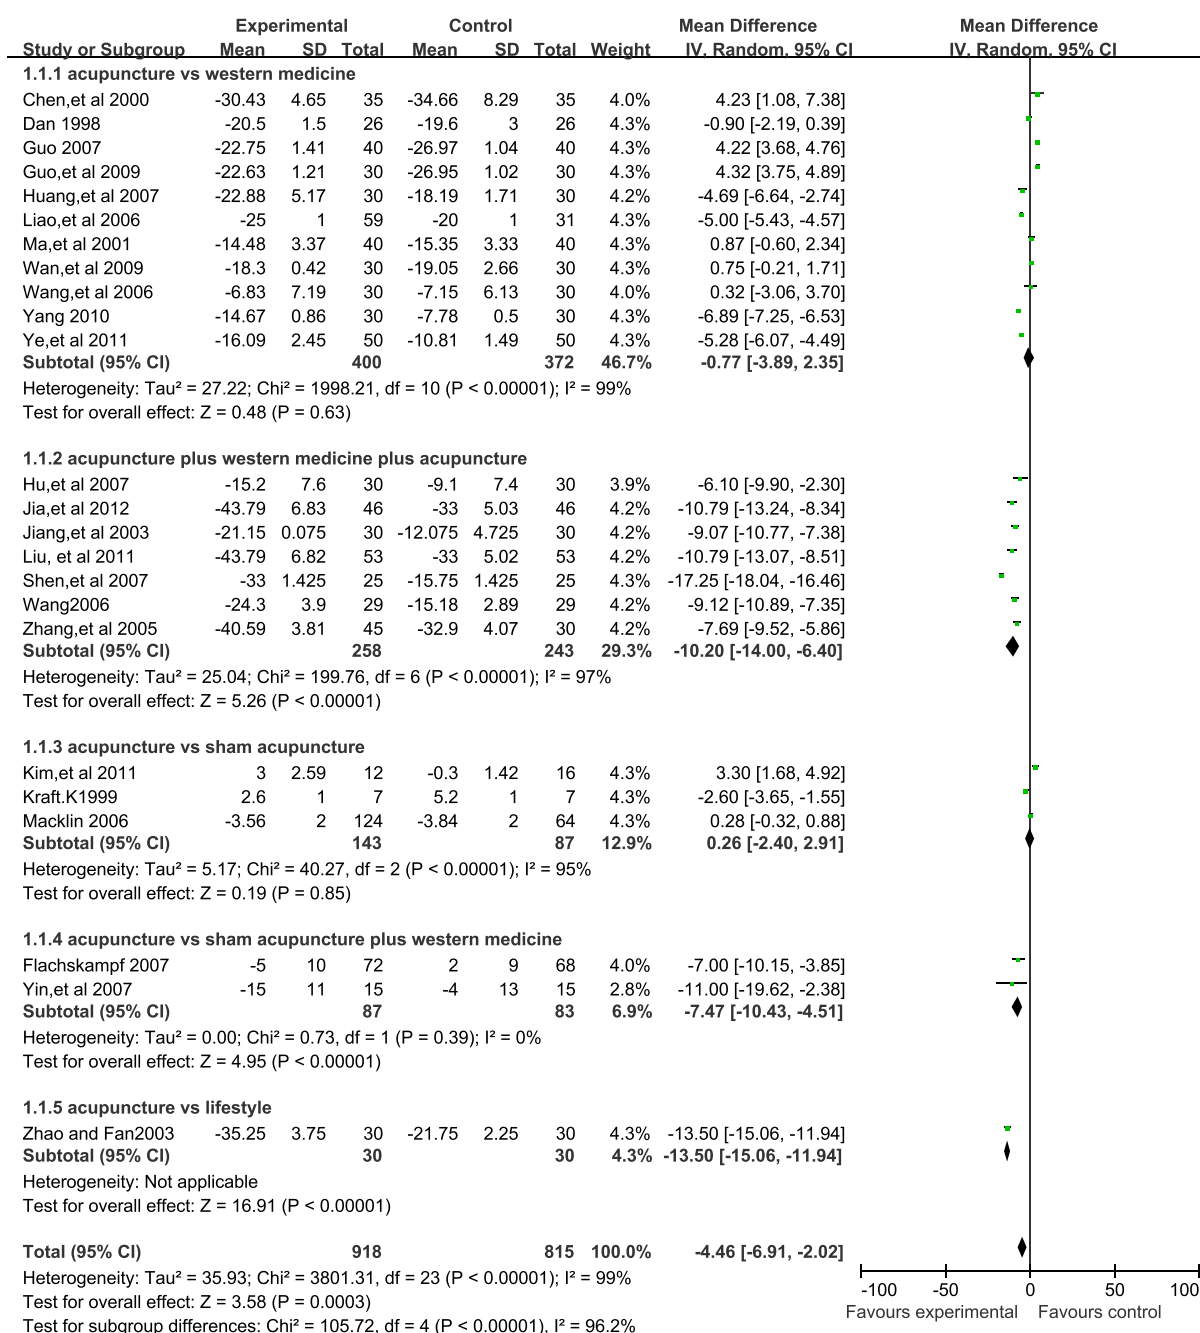 Experimental Control Mean Difference Mean Difference
Study or Subgroup Mean SD Total Mean SD Total Weight IV, Random, 95% CI IV, Random, 95% CI
1.1.1 acupuncture vs western medicine
Chen,et al 2000 -30.43 4.65 35 -34.66 8.29 35 4.0% 4.23 [1.08, 7.38]
Dan 1998 -20.5 1.5 26 -19.6 3 26 4.3% -0.90 [-2.19, 0.39]
Guo 2007 -22.75 1.41 40 -26.97 1.04 40 4.3% 4.22 [3.68, 4.76]
Guo,et al 2009 -22.63 1.21 30 -26.95 1.02 30 4.3% 4.32 [3.75, 4.89]
Huang,et al 2007 -22.88 5.17 30 -18.19 1.71 30 4.2% -4.69 [-6.64, -2.74]
Liao,et al 2006 -25 1 59 -20 1 31 4.3% -5.00 [-5.43, -4.57]
Ma,et al 2001 -14.48 3.37 40 -15.35 3.33 40 4.3% 0.87 [-0.60, 2.34]
Wan,et al 2009 -18.3 0.42 30 -19.05 2.66 30 4.3% 0.75 [-0.21, 1.71]
Wang,et al 2006 -6.83 7.19 30 -7.15 6.13 30 4.0% 0.32 [-3.06, 3.70]
Yang 2010 -14.67 0.86 30 -7.78 0.5 30 4.3% -6.89 [-7.25, -6.53]
Ye,et al 2011 -16.09 2.45 50 -10.81 1.49 50 4.3% -5.28 [-6.07, -4.49]
Subtotal (95% CI) 400 372 46.7% -0.77 [-3.89, 2.35]
Heterogeneity: Tau² = 27.22; Chi² = 1998.21, df = 10 (P < 0.00001); I² = 99%
Test for overall effect: Z = 0.48 (P = 0.63)
1.1.2 acupuncture plus western medicine plus acupuncture
Hu,et al 2007 -15.2 7.6 30 -9.1 7.4 30 3.9% -6.10 [-9.90, -2.30]
Jia,et al 2012 -43.79 6.83 46 -33 5.03 46 4.2% -10.79 [-13.24, -8.34]
Jiang,et al 2003 -21.15 0.075 30 -12.075 4.725 30 4.2% -9.07 [-10.77, -7.38]
Liu, et al 2011 -43.79 6.82 53 -33 5.02 53 4.2% -10.79 [-13.07, -8.51]
Shen,et al 2007 -33 1.425 25 -15.75 1.425 25 4.3% -17.25 [-18.04, -16.46]
Wang2006 -24.3 3.9 29 -15.18 2.89 29 4.2% -9.12 [-10.89, -7.35]
Zhang,et al 2005 -40.59 3.81 45 -32.9 4.07 30 4.2% -7.69 [-9.52, -5.86]
Subtotal (95% CI) 258 243 29.3% -10.20 [-14.00, -6.40]
Heterogeneity: Tau² = 25.04; Chi² = 199.76, df = 6 (P < 0.00001); I² = 97%
Test for overall effect: Z = 5.26 (P < 0.00001)
1.1.3 acupuncture vs sham acupuncture
Kim,et al 2011 3 2.59 12 -0.3 1.42 16 4.3% 3.30 [1.68, 4.92]
Kraft.K1999 2.6 1 7 5.2 1 7 4.3% -2.60 [-3.65, -1.55]
Macklin 2006 -3.56 2 124 -3.84 2 64 4.3% 0.28 [-0.32, 0.88]
Subtotal (95% CI) 143 87 12.9% 0.26 [-2.40, 2.91]
Heterogeneity: Tau² = 5.17; Chi² = 40.27, df = 2 (P < 0.00001); I² = 95%
Test for overall effect: Z = 0.19 (P = 0.85)
1.1.4 acupuncture vs sham acupuncture plus western medicine
Flachskampf 2007 -5 10 72 2 9 68 4.0% -7.00 [-10.15, -3.85]
Yin,et al 2007 -15 11 15 -4 13 15 2.8% -11.00 [-19.62, -2.38]
Subtotal (95% CI) 87 83 6.9% -7.47 [-10.43, -4.51]
Heterogeneity: Tau² = 0.00; Chi² = 0.73, df = 1 (P = 0.39); I² = 0%
Test for overall effect: Z = 4.95 (P < 0.00001)
1.1.5 acupuncture vs lifestyle
Zhao and Fan2003 -35.25 3.75 30 -21.75 2.25 30 4.3% -13.50 [-15.06, -11.94]
Subtotal (95% CI) 30 30 4.3% -13.50 [-15.06, -11.94]
Heterogeneity: Not applicable
Test for overall effect: Z = 16.91 (P < 0.00001)
Total (95% CI) 918 815 100.0% -4.46 [-6.91, -2.02]
Heterogeneity: Tau² = 35.93; Chi² = 3801.31, df = 23 (P < 0.00001); I² = 99%
Test for overall effect: Z = 3.58 (P = 0.0003)
Test for subgroup differences: Chi² = 105.72, df = 4 (P < 0.00001), I² = 96.2%
-100 -50 0 50 100
Favours experimental Favours control